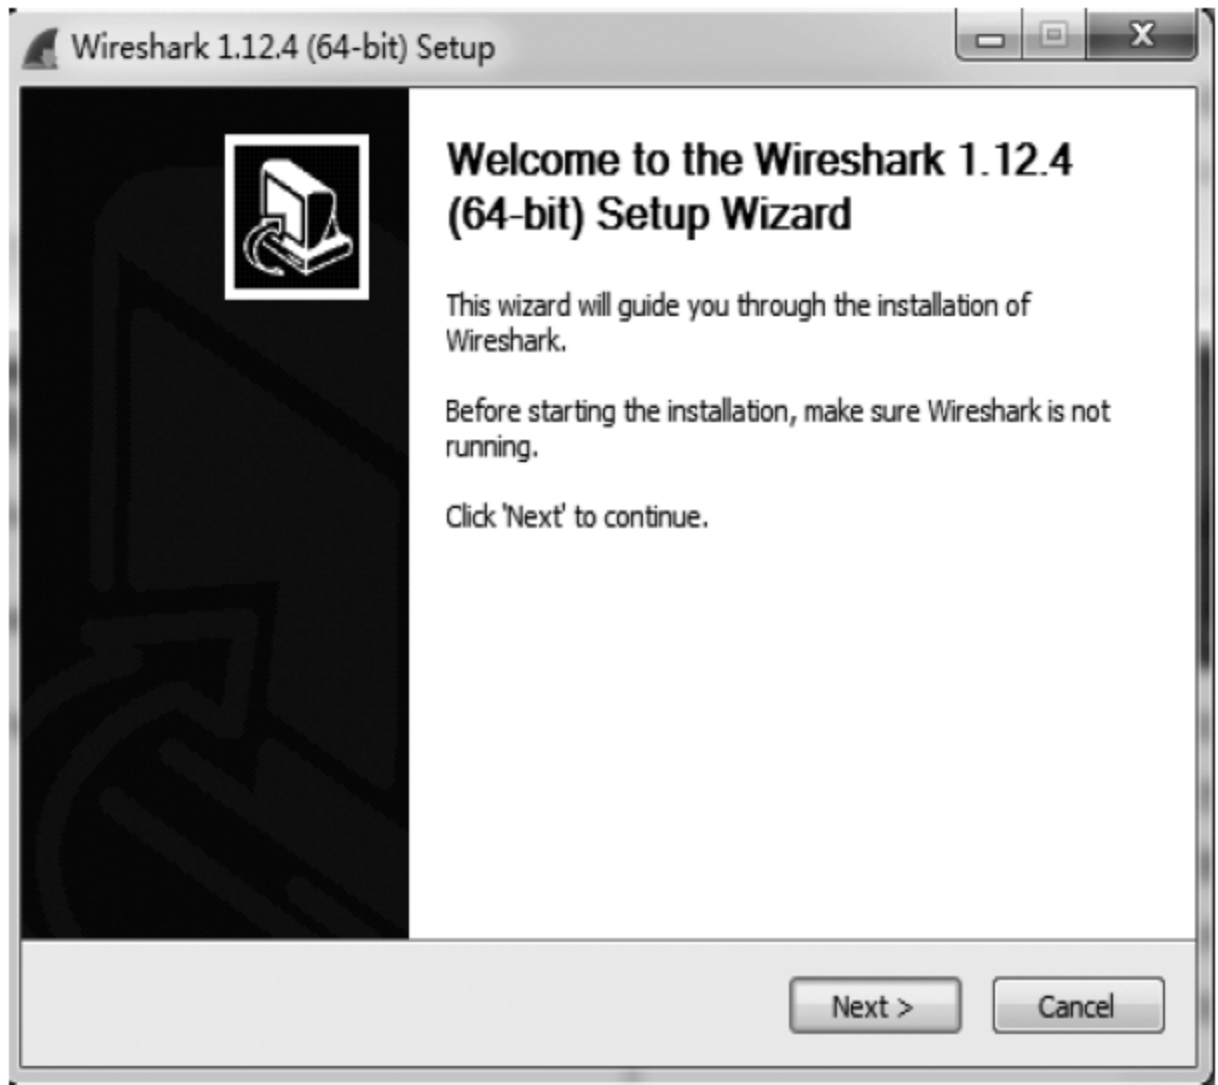 Wireshark 1.12.4 (64-bit) Setup
Welcome to the Wireshark 1.12.4
(64-bit) Setup Wizard
This wizard will guide you through the installation of
Wireshark.
Before starting the installation, make sure Wireshark is not
running.
Click 'Next' to continue.
Next >
Cancel